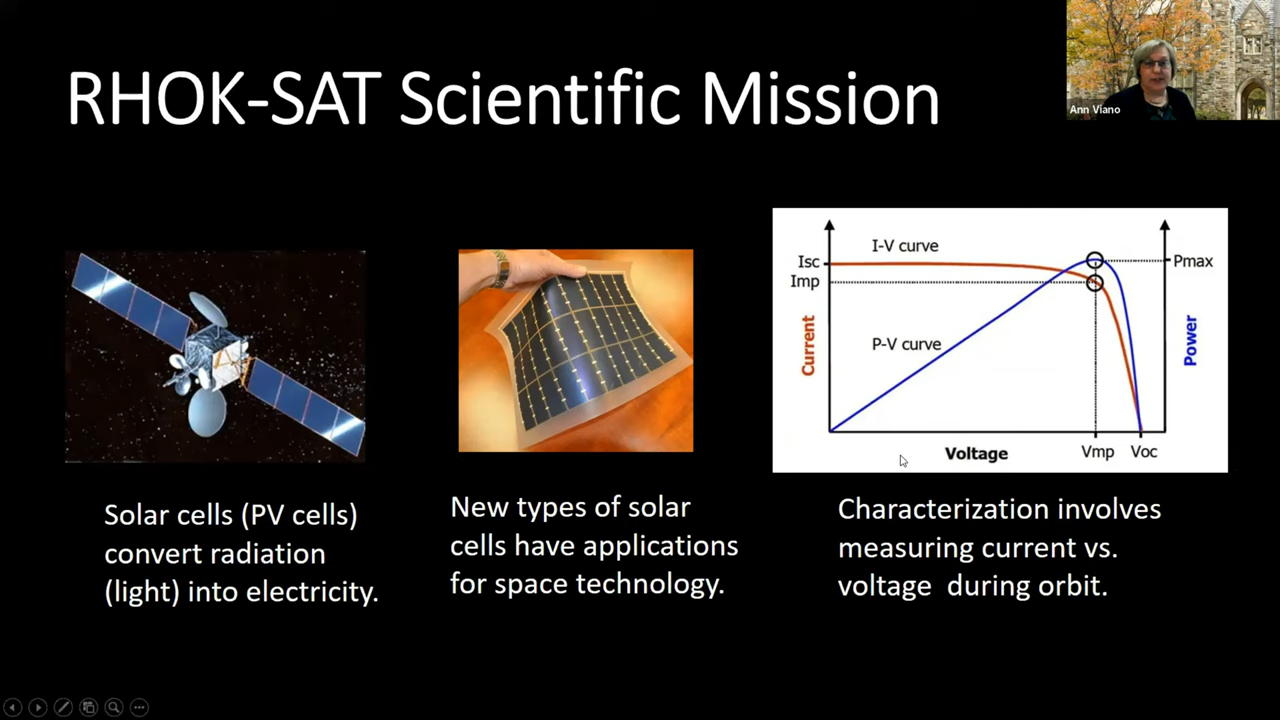 RHOK-SAT Scientific Mission
Ann Viano
I-V curve
Isc
Imp
Pmax
P-V curve
Current
Power
Voltage
Vmp
Voc
Solar cells (PV cells)
convert radiation
(light) into electricity.
New types of solar
cells have applications
for space technology.
Characterization involves
measuring current vs.
voltage  during orbit.